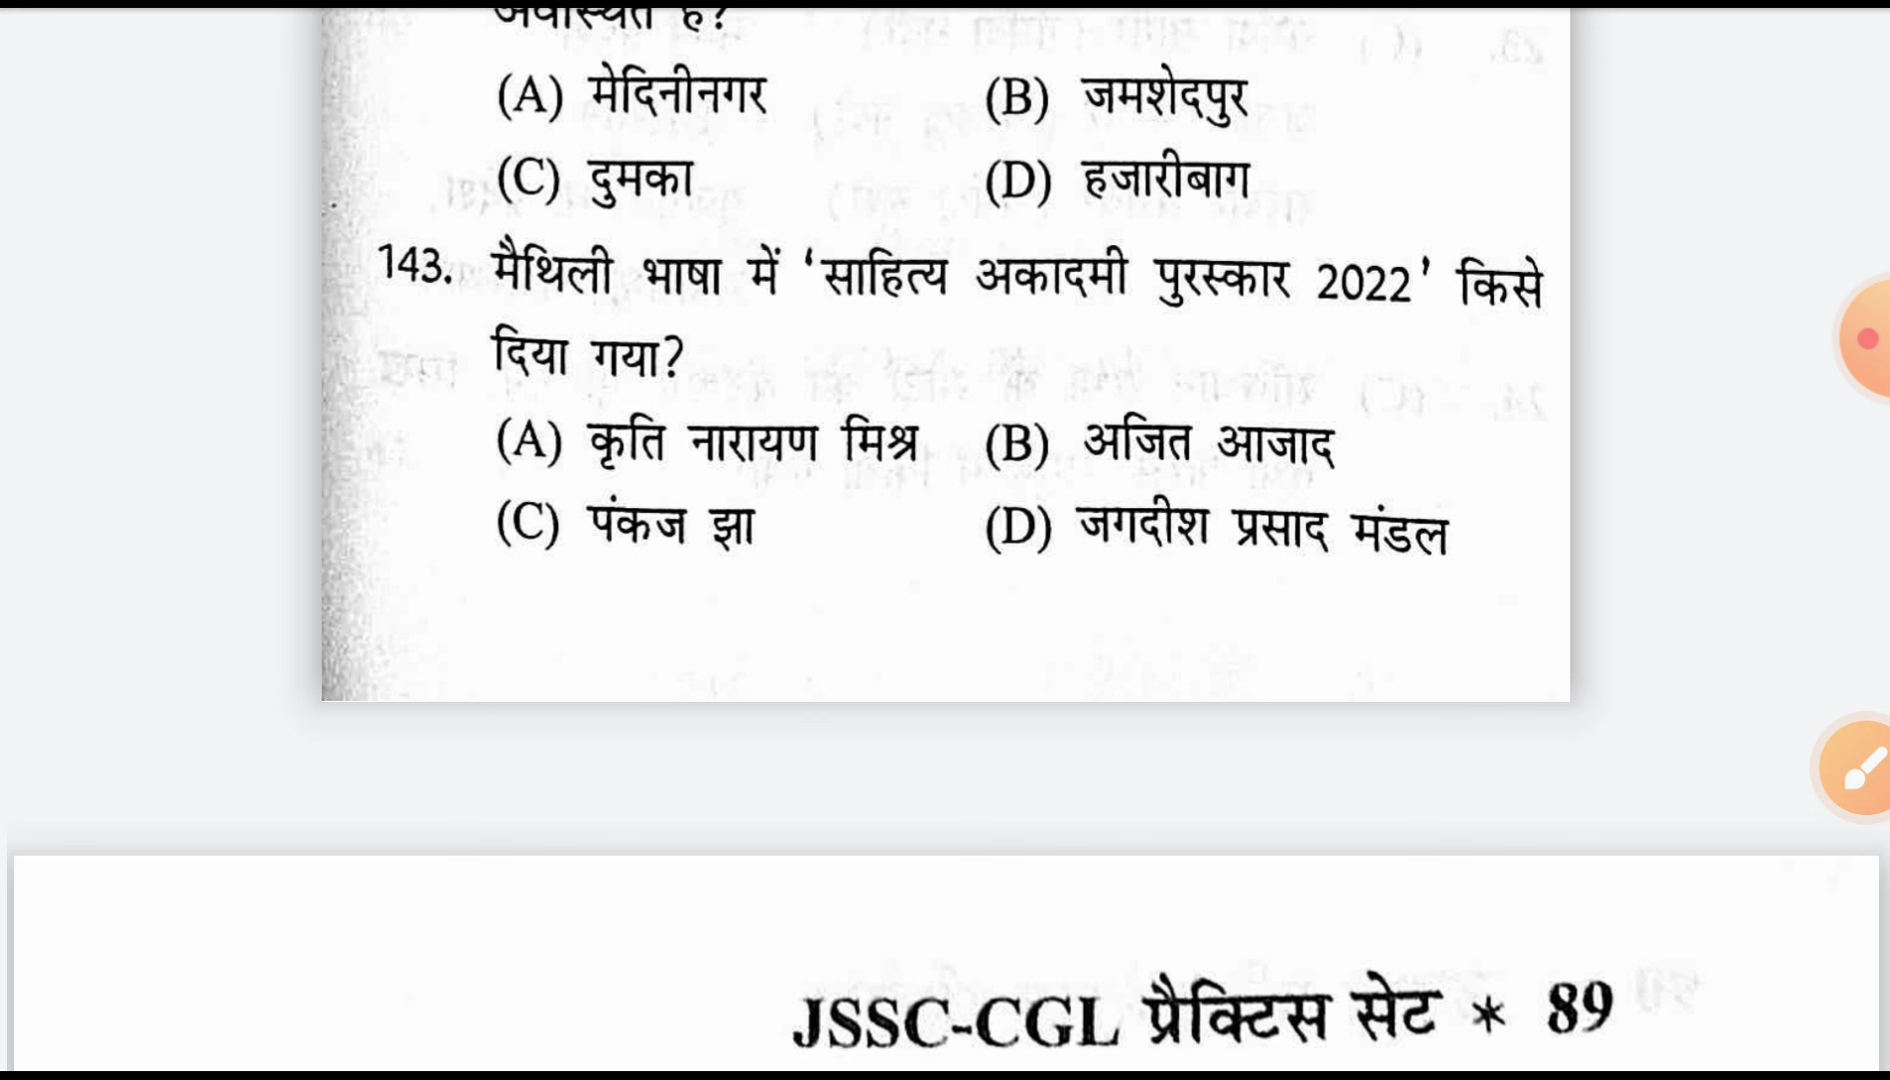 अवस्थित है?
(A) मेदिनीनगर (B) जमशेदपुर
(C) दुमका (D) हजारीबाग
143. मैथिली भाषा में ‘साहित्य अकादमी पुरस्कार 2022’ किसे
दिया गया?
(A) कृति नारायण मिश्र (B) अजित आजाद
(C) पंकज झा (D) जगदीश प्रसाद मंडल
JSSC-CGL प्रैक्टिस सेट * 89